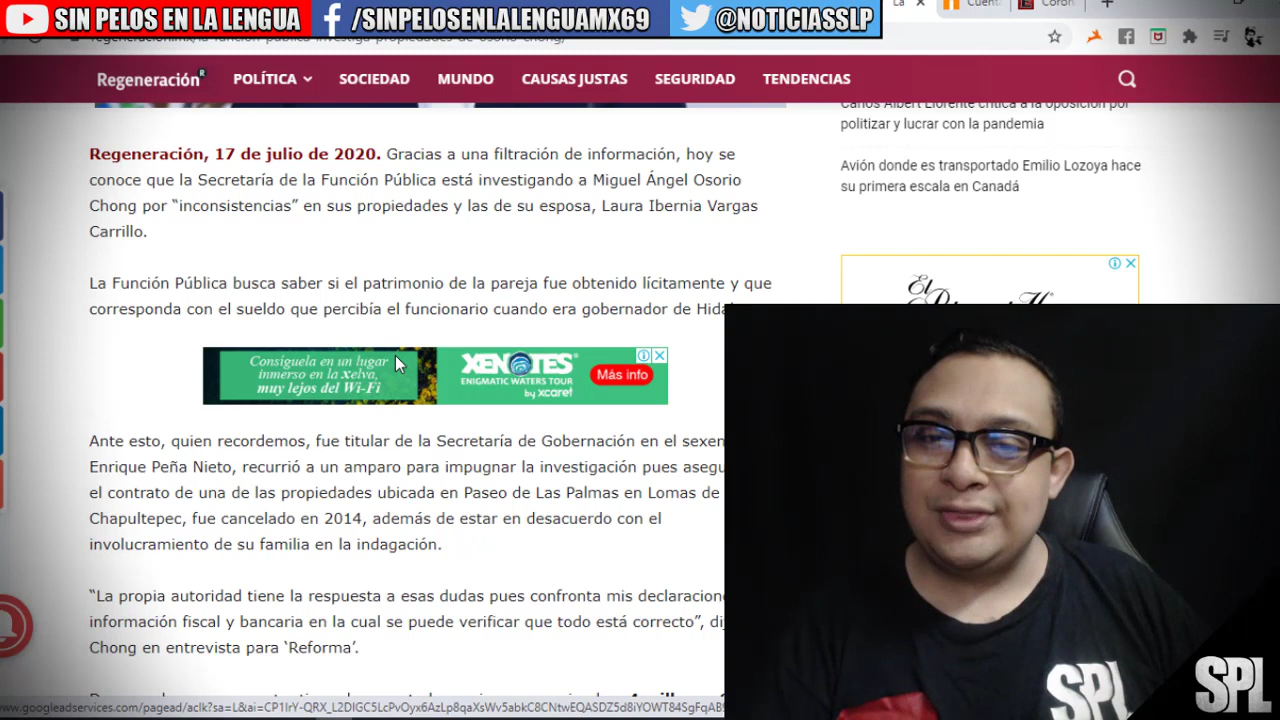 SIN PELOS EN LA LENGUA /SINPELOSENLALENGUAMX69 @NOTICIASSLP
Regeneración R POLÍTICA SOCIEDAD MUNDO CAUSAS JUSTAS SEGURIDAD TENDENCIAS
Regeneración, 17 de julio de 2020. Gracias a una filtración de información, hoy se
conoce que la Secretaría de la Función Pública está investigando a Miguel Ángel Osorio
Chong por “inconsistencias” en sus propiedades y las de su esposa, Laura Ibernia Vargas
Carrillo.
La Función Pública busca saber si el patrimonio de la pareja fue obtenido lícitamente y que
corresponda con el sueldo que percibía el funcionario cuando era gobernador de
Consíguela en un lugar
inmerso en la xelva,
muy lejos del Wi-Fi
XENOTES
ENIGMATIC WATERS TOUR
by xcaret
Más info
Ante esto, quien recordemos, fue titular de la Secretaría de Gobernación en el
Enrique Peña Nieto, recurrió a un amparo para impugnar la investigación pues
el contrato de una de las propiedades ubicada en Paseo de Las Palmas en Lomas de
Chapultepec, fue cancelado en 2014, además de estar en desacuerdo con el
involucramiento de su familia en la indagación.
“La propia autoridad tiene la respuesta a esas dudas pues confronta mis
información fiscal y bancaria en la cual se puede verificar que todo está correcto”,
Chong en entrevista para ‘Reforma’.
Carlos Albert Llorente critica a la oposición por
politizar y lucrar con la pandemia
Avión donde es transportado Emilio Lozoya hace
su primera escala en Canadá
El
SPL
SPL